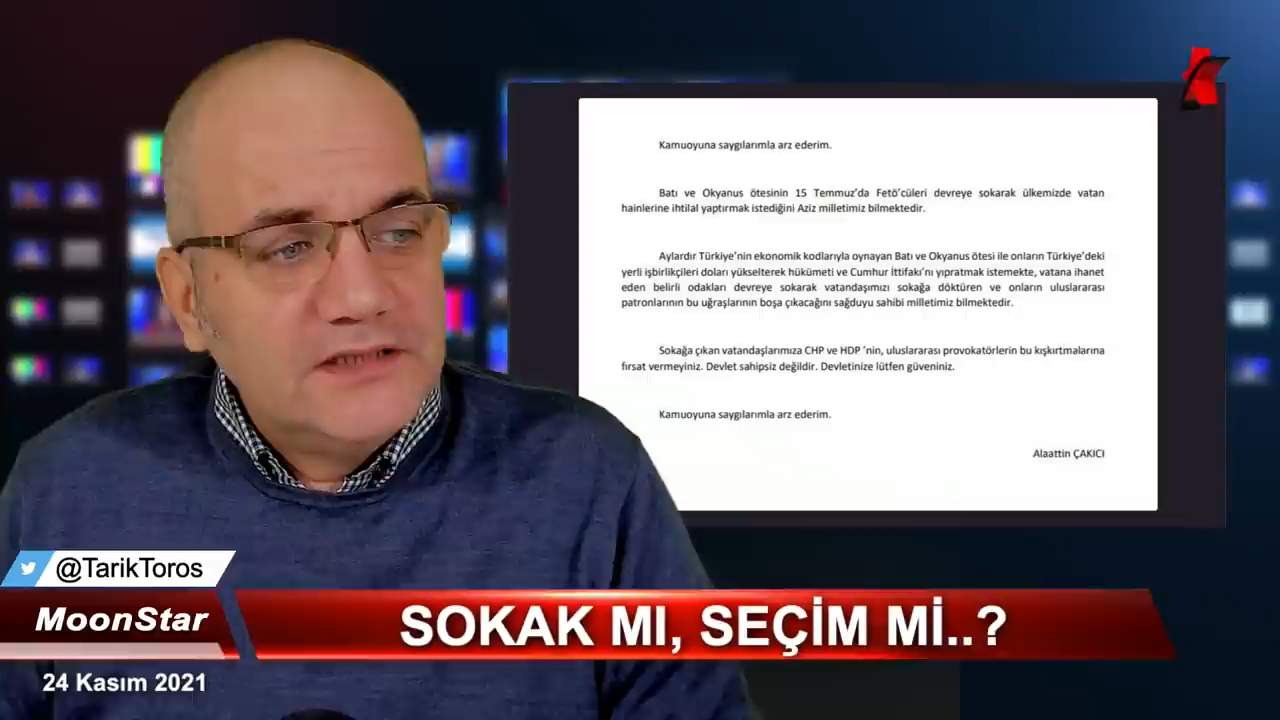 Kamuoyuna saygılarımla arz ederim.
Batı ve Okyanus ötesinin 15 Temmuz'da Fetö'cüleri devreye sokarak ülkemizde vatan
hainlerine ihtilal yaptırmak istediğini Aziz milletimiz bilmektedir.
Aylardır Türkiye'nin ekonomik kodlarıyla oynayan Batı ve Okyanus ötesi ile onların Türkiye'deki
yerli işbirlikçileri doları yükselterek hükümeti ve Cumhur İttifakı'nı yıpratmak istemekte, vatana ihanet
eden belirli odakları devreye sokarak vatandaşımızı sokağa döktüren ve onların uluslararası
patronlarının bu uğraşlarının boşa çıkacağını sağduyu sahibi milletimiz bilmektedir.
Sokağa çıkan vatandaşlarımıza CHP ve HDP 'nin, uluslararası provokatörlerin bu kışkırtmalarına
fırsat vermeyiniz. Devlet sahipsiz değildir. Devletinize lütfen güveniniz.
Kamuoyuna saygılarımla arz ederim.
Alaattin ÇAKICI
@TarikToros
MoonStar
SOKAK MI, SEÇİM Mİ..?
24 Kasım 2021